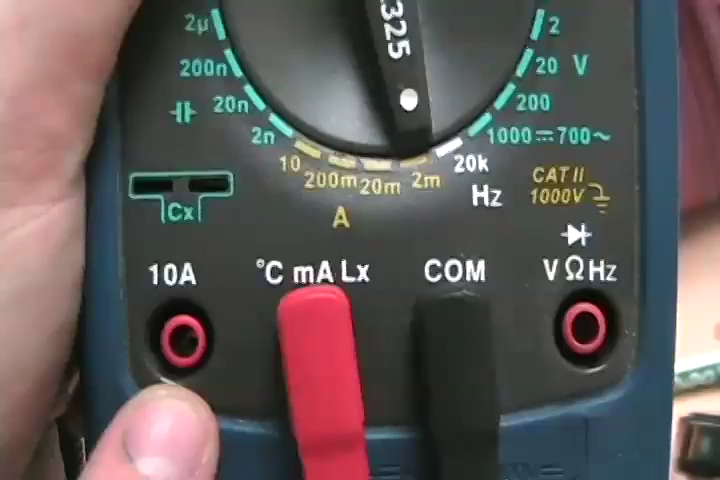 L325
2µ
200n
20n
2n
2
20
V
200
1000⎓700~
10
200m
20m
2m
20k
Hz
A
Cx
CAT II
1000V
10A
°C mA Lx
COM
V Ω Hz